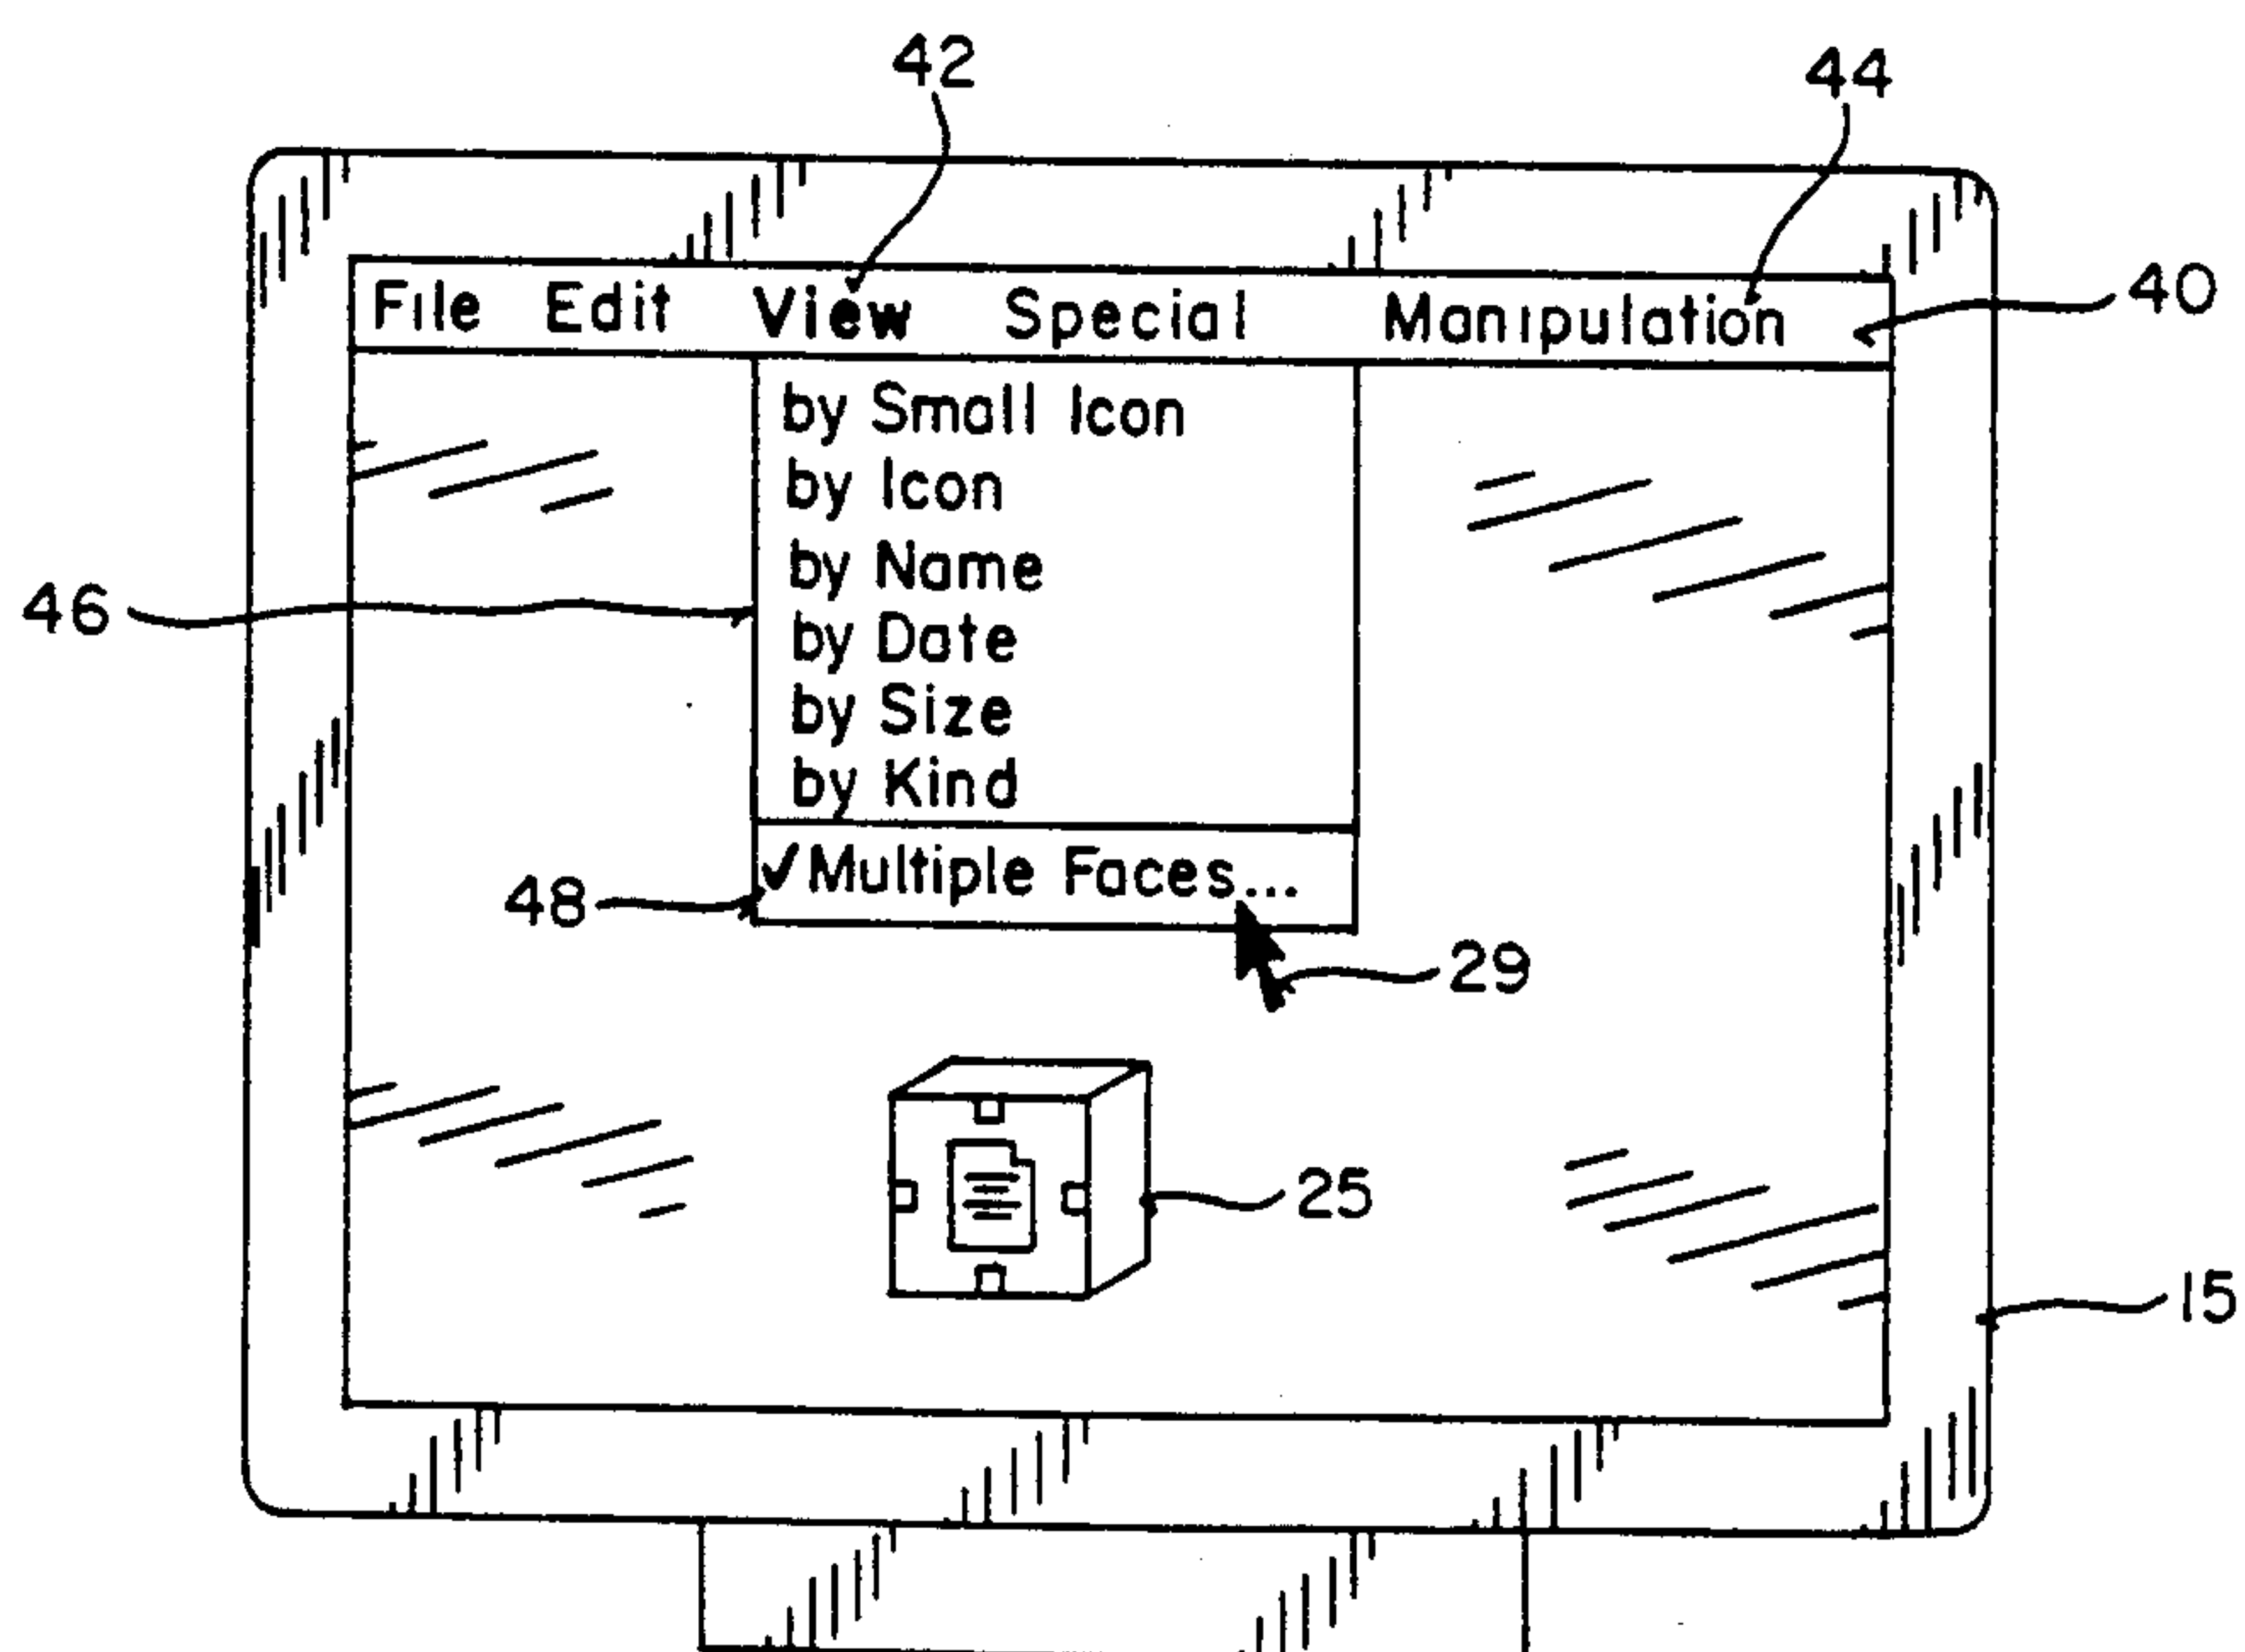 42 44
File Edit View Special Manipulation 40
by Small Icon
by Icon
by Name
46
by Date
by Size
by Kind
✓Multiple Faces...
48
29
25
15